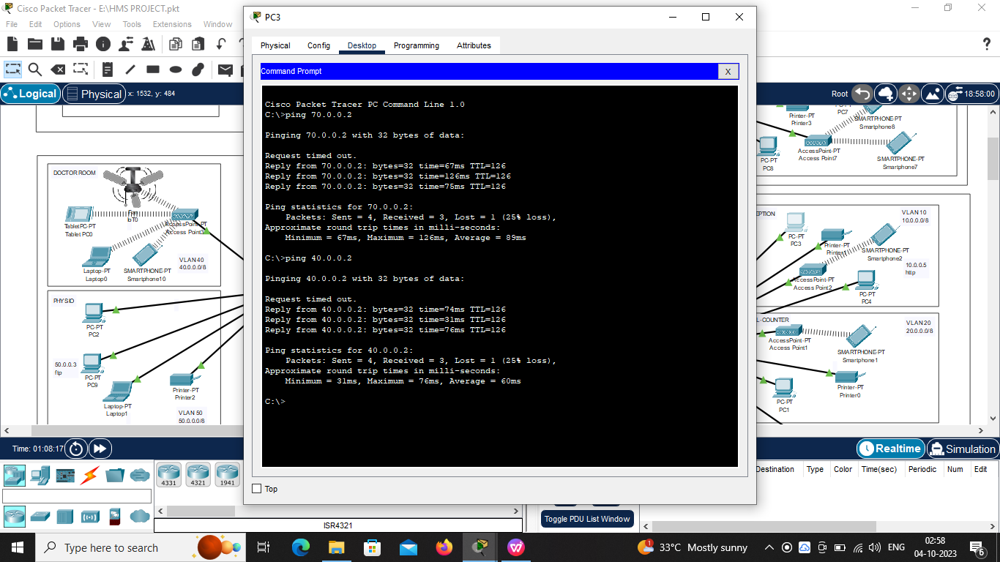 Cisco Packet Tracer - E:\HMS PROJECT.pkt
File Edit Options View Tools Extensions Window
Logical Physical x: 1532, y: 484
Root 18:58:00
DOCTOR ROOM
Fan
IoT0
TabletPC-PT
Tablet PC0
AccessPoint-PT
Access Point3
Laptop-PT
Laptop0
SMARTPHONE-PT
Smartphone10
VLAN 40
40.0.0.0/8
PHYSIO
PC-PT
PC2
50.0.0.3
ftp
PC-PT
PC9
Laptop-PT
Laptop1
Printer-PT
Printer2
VLAN 50
50.0.0.0/8
PC3
Physical Config Desktop Programming Attributes
Command Prompt X
Cisco Packet Tracer PC Command Line 1.0
C:\>ping 70.0.0.2
Pinging 70.0.0.2 with 32 bytes of data:
Request timed out.
Reply from 70.0.0.2: bytes=32 time=67ms TTL=126
Reply from 70.0.0.2: bytes=32 time=126ms TTL=126
Reply from 70.0.0.2: bytes=32 time=75ms TTL=126
Ping statistics for 70.0.0.2:
Packets: Sent = 4, Received = 3, Lost = 1 (25% loss),
Approximate round trip times in milli-seconds:
Minimum = 67ms, Maximum = 126ms, Average = 89ms
C:\>ping 40.0.0.2
Pinging 40.0.0.2 with 32 bytes of data:
Request timed out.
Reply from 40.0.0.2: bytes=32 time=74ms TTL=126
Reply from 40.0.0.2: bytes=32 time=31ms TTL=126
Reply from 40.0.0.2: bytes=32 time=76ms TTL=126
Ping statistics for 40.0.0.2:
Packets: Sent = 4, Received = 3, Lost = 1 (25% loss),
Approximate round trip times in milli-seconds:
Minimum = 31ms, Maximum = 76ms, Average = 60ms
C:\>
Top
PC7
Printer-PT
Printer3
SMARTPHONE-PT
Smartphone8
PC-PT
PC8
AccessPoint-PT
Access Point7
SMARTPHONE-PT
Smartphone7
EPTION
VLAN 10
10.0.0.0/8
PC-PT
PC3
Printer-PT
Printer1
SMARTPHONE-PT
Smartphone2
10.0.0.5
http
AccessPoint-PT
Access Point2
PC-PT
PC4
L-COUNTER
VLAN 20
20.0.0.0/8
AccessPoint-PT
Access Point1
SMARTPHONE-PT
Smartphone1
Printer-PT
Printer0
PC-PT
PC1
Time: 01:08:17
Realtime Simulation
4331 4321 1941
ISR4321
Toggle PDU List Window
Destination Type Color Time(sec) Periodic Num Edit
Type here to search
1
33°C Mostly sunny
ENG
02:58
04-10-2023
6